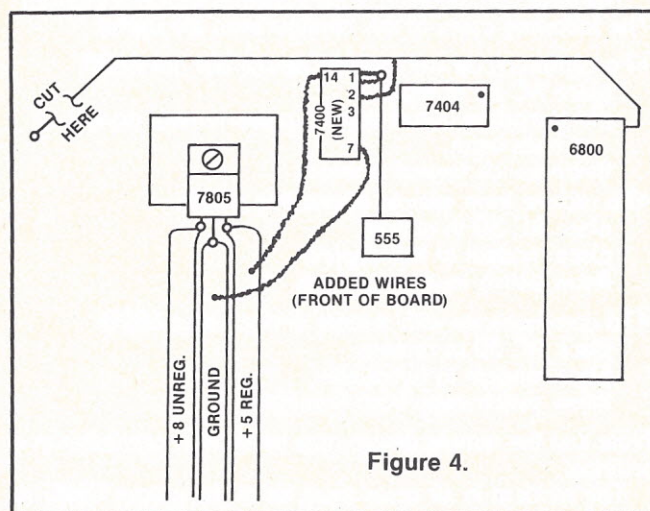 CUT
HERE
14 1
2
3
7
7400
(NEW)
7404
6800
7805
555
ADDED WIRES
(FRONT OF BOARD)
+8 UNREG.
GROUND
+5 REG.
Figure 4.